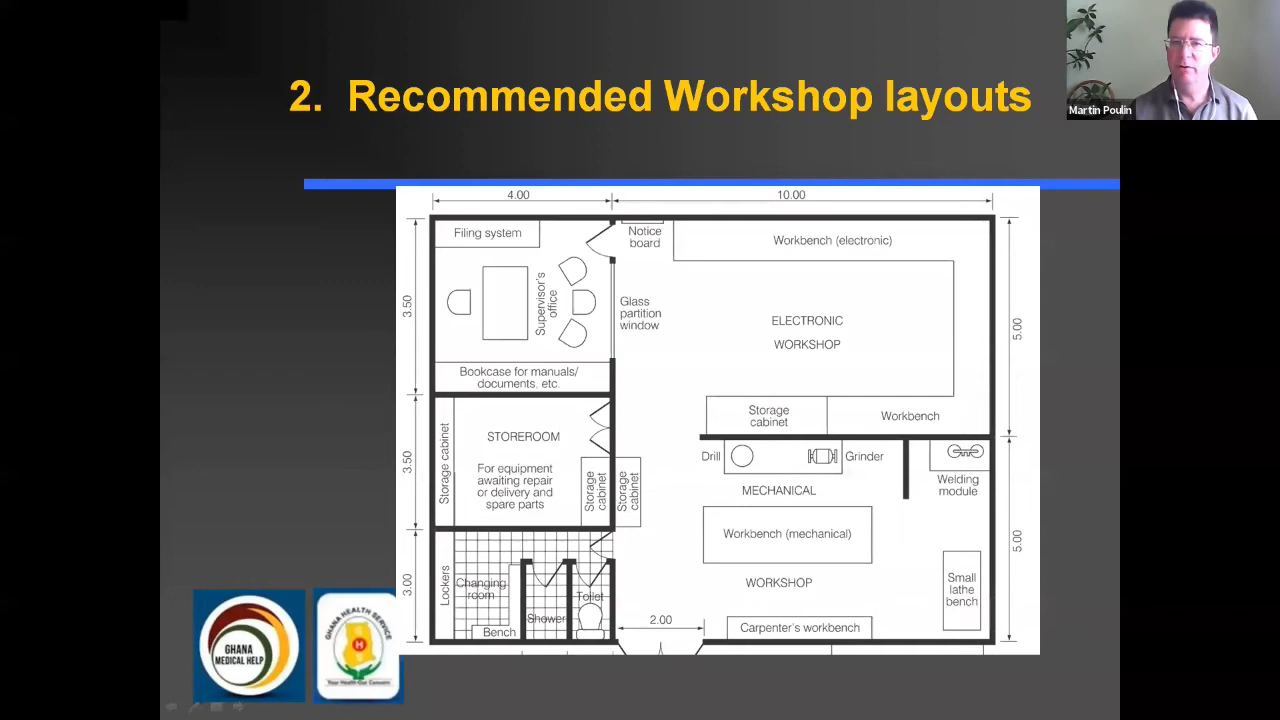 2. Recommended Workshop layouts
Martin Poulin
4.00
10.00
Filing system
Notice
board
Workbench (electronic)
3.50
Supervisor's
office
Glass
partition
window
ELECTRONIC
WORKSHOP
5.00
Bookcase for manuals/
documents, etc.
Storage
cabinet
Workbench
3.50
Storage cabinet
STOREROOM
For equipment
awaiting repair
or delivery and
spare parts
Storage
cabinet
Storage
cabinet
Drill
Grinder
Welding
module
MECHANICAL
Workbench (mechanical)
WORKSHOP
5.00
Small
lathe
bench
3.00
Lockers
Changing
room
Bench
Shower
Toilet
2.00
Carpenter's workbench
GHANA
MEDICAL HELP
GHANA HEALTH SERVICE
H
Your Health-Our Concern